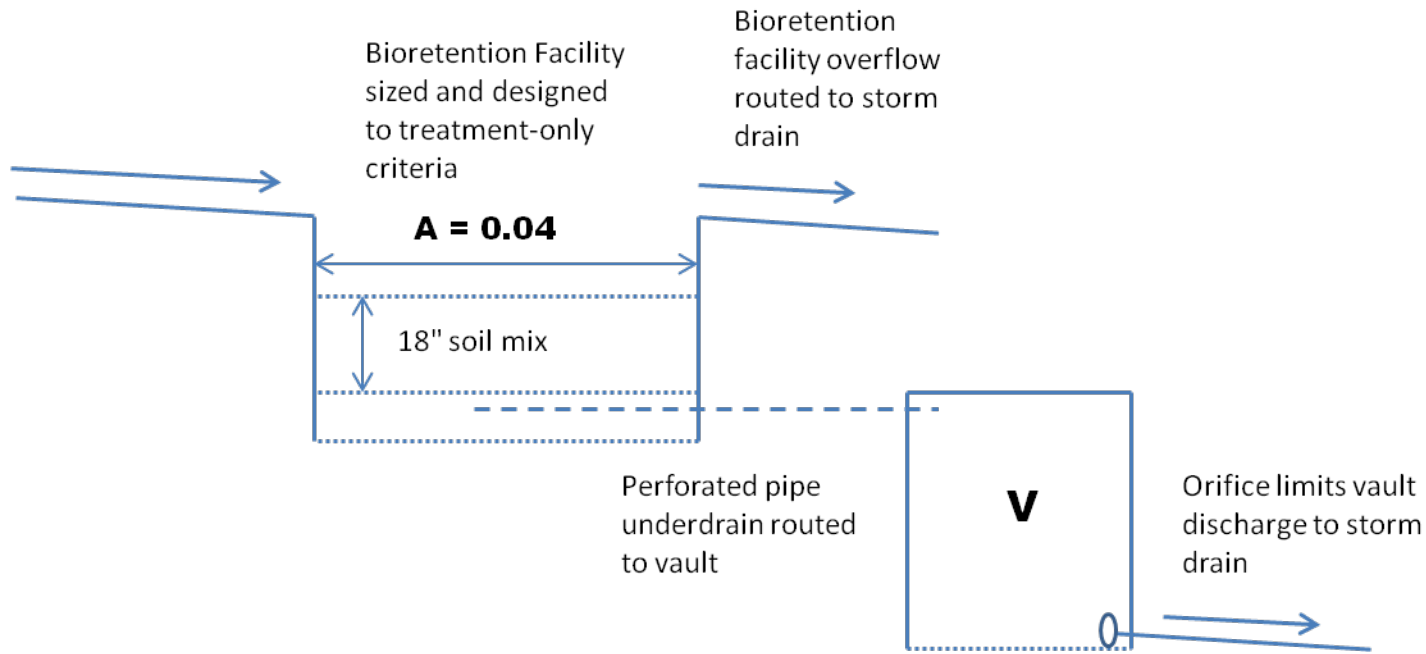 Bioretention Facility
sized and designed
to treatment-only
criteria
A = 0.04
Bioretention
facility overflow
routed to storm
drain
18" soil mix
Perforated pipe
underdrain routed
to vault
V
Orifice limits vault
discharge to storm
drain